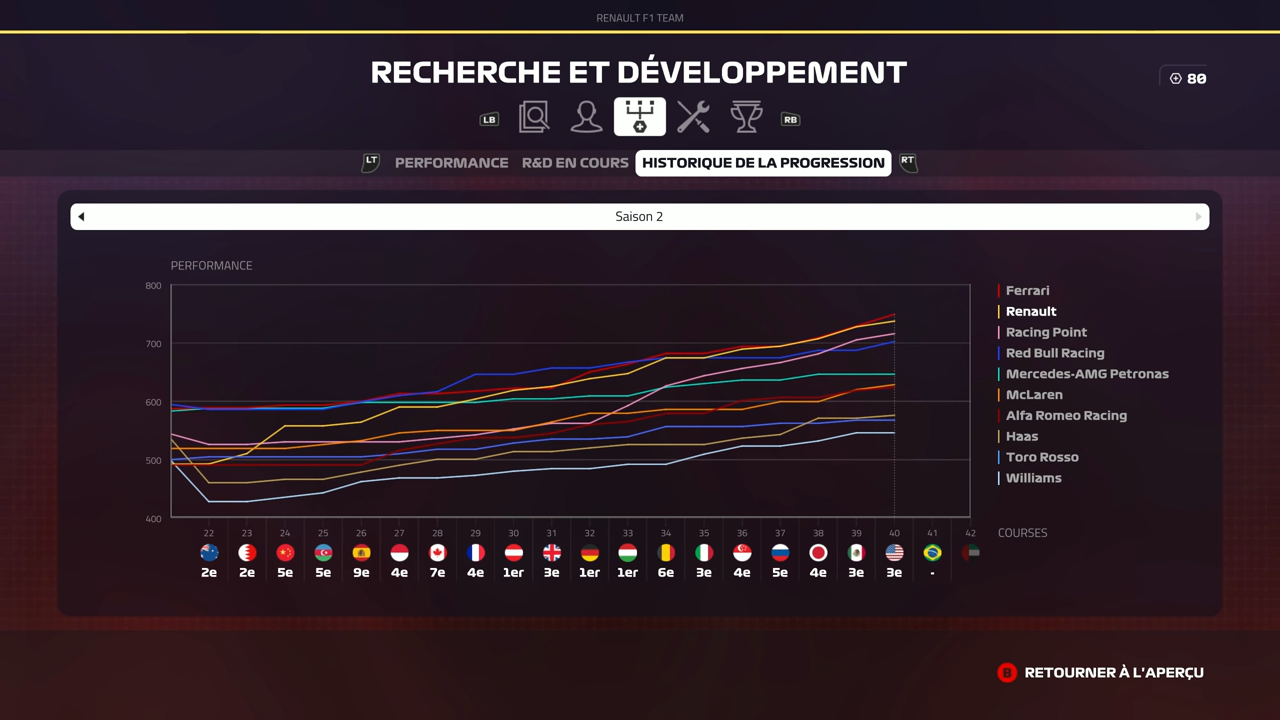 RENAULT F1 TEAM
RECHERCHE ET DÉVELOPPEMENT
80
LB
RB
LT
PERFORMANCE
R&D EN COURS
HISTORIQUE DE LA PROGRESSION
RT
Saison 2
PERFORMANCE
800
700
600
500
400
Ferrari
Renault
Racing Point
Red Bull Racing
Mercedes-AMG Petronas
McLaren
Alfa Romeo Racing
Haas
Toro Rosso
Williams
22 23 24 25 26 27 28 29 30 31 32 33 34 35 36 37 38 39 40 41 42
COURSES
2e 2e 5e 5e 9e 4e 7e 4e 1er 3e 1er 1er 6e 3e 4e 5e 4e 3e 3e -
B RETOURNER À L'APERÇU